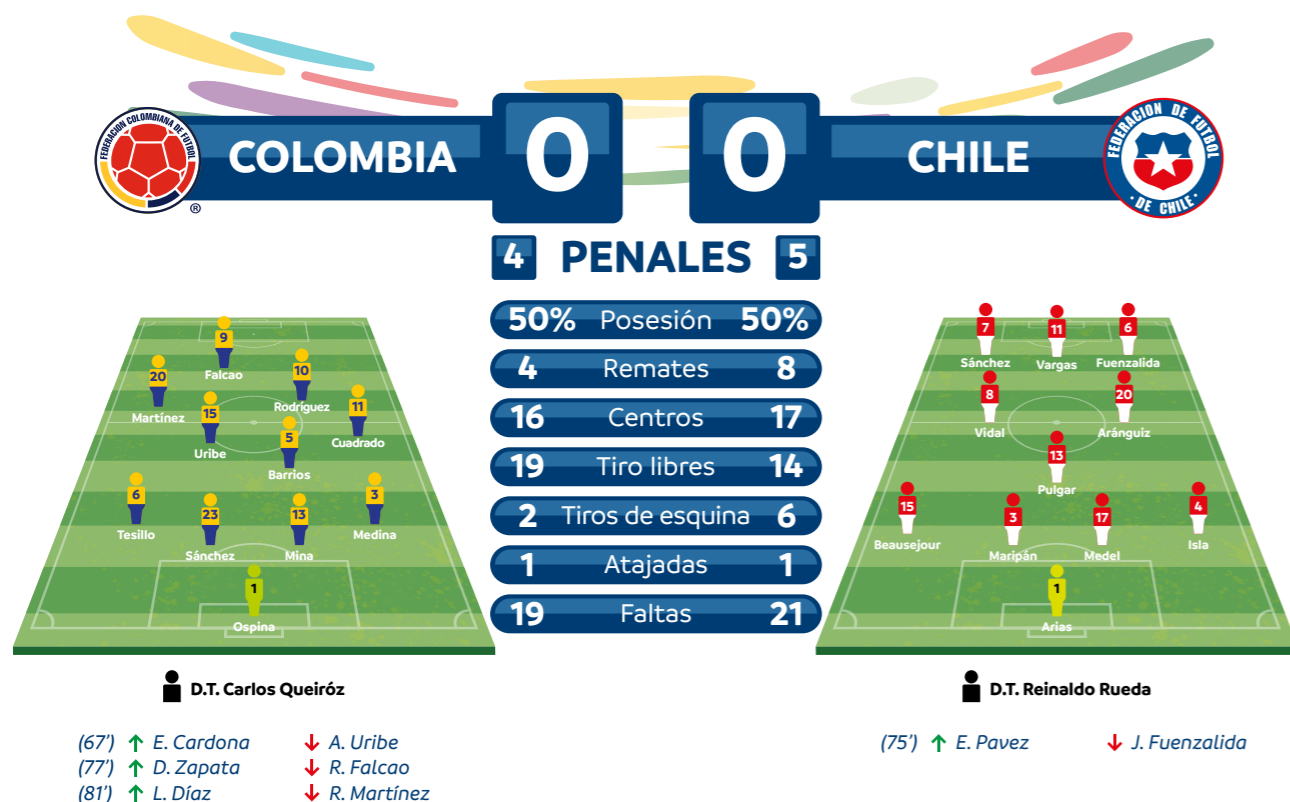 FEDERACION COLOMBIANA DE FUTBOL
®
COLOMBIA 0 0 CHILE
FEDERACION DE FUTBOL
· DE CHILE ·
4 PENALES 5
50% Posesión 50%
4 Remates 8
16 Centros 17
19 Tiro libres 14
2 Tiros de esquina 6
1 Atajadas 1
19 Faltas 21
9
Falcao
20
Martínez
10
Rodríguez
15
Uribe
11
Cuadrado
5
Barrios
6
Tesillo
23
Sánchez
13
Mina
3
Medina
1
Ospina
7
Sánchez
11
Vargas
6
Fuenzalida
8
Vidal
20
Aránguiz
13
Pulgar
15
Beausejour
3
Maripán
17
Medel
4
Isla
1
Arias
D.T. Carlos Queiróz
(67') E. Cardona A. Uribe
(77') D. Zapata R. Falcao
(81') L. Díaz R. Martínez
D.T. Reinaldo Rueda
(75') E. Pavez J. Fuenzalida